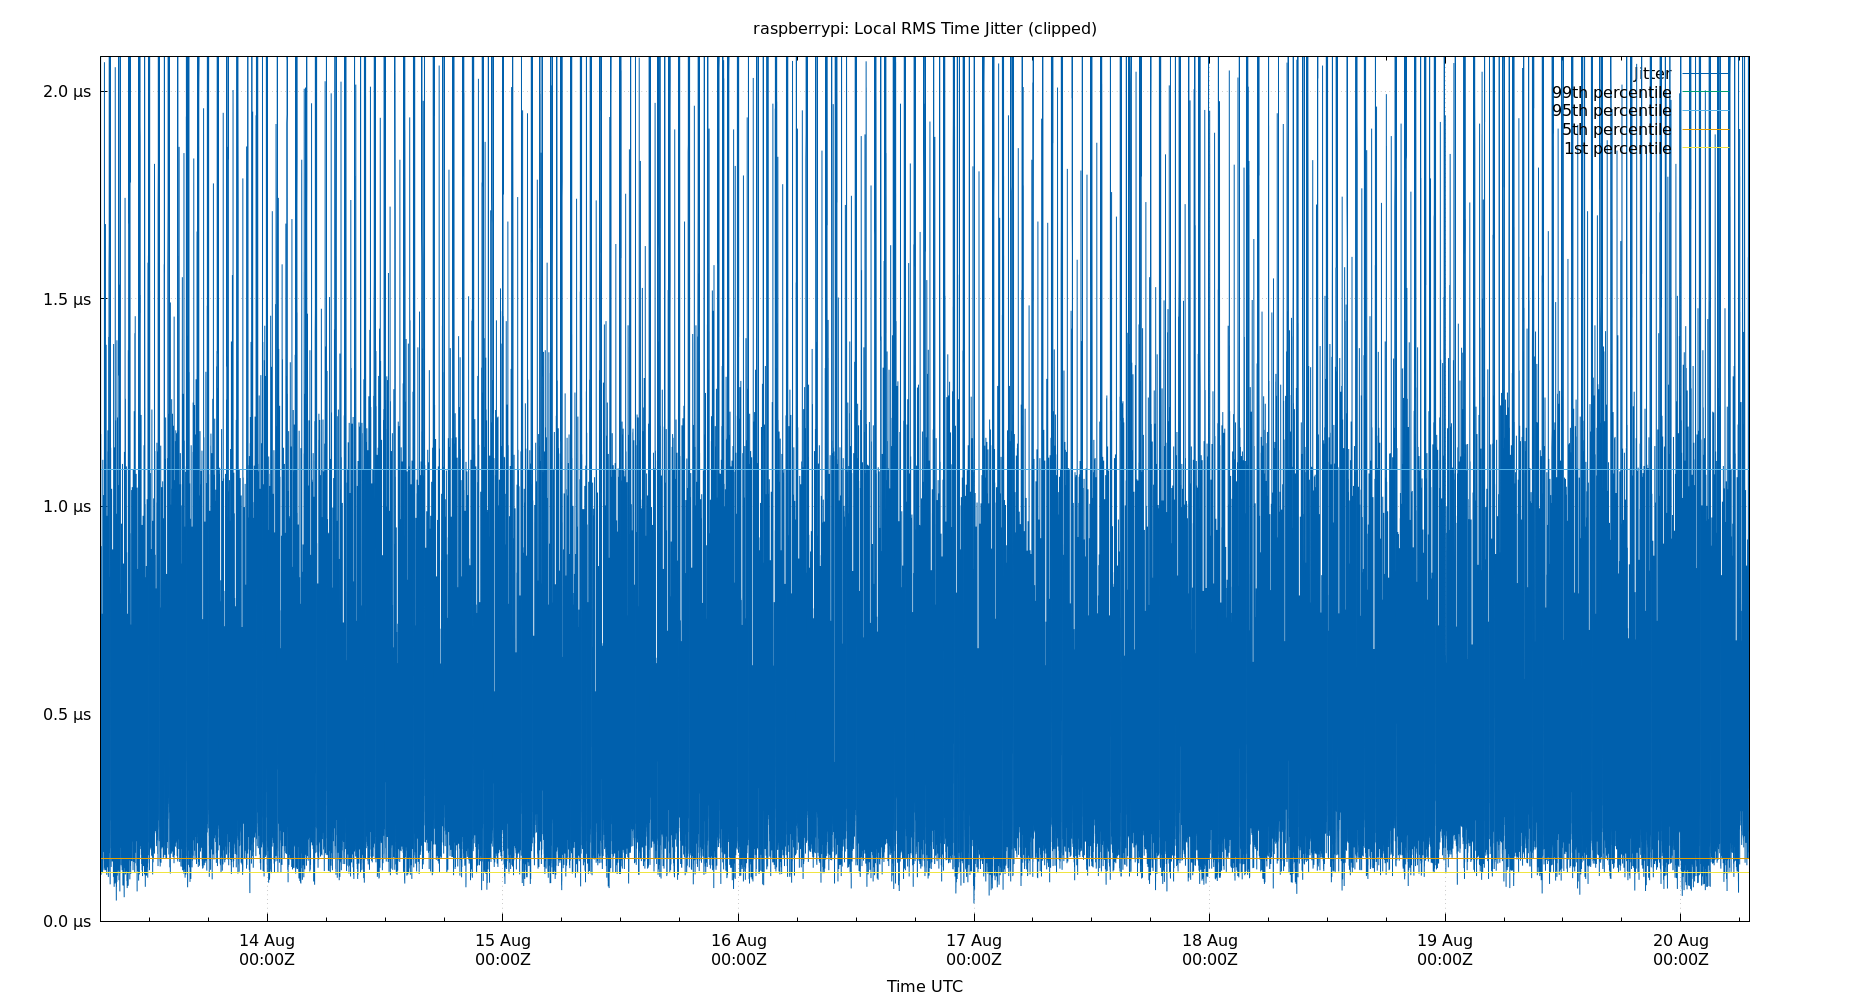 raspberrypi: Local RMS Time Jitter (clipped)
jitter
99th percentile
95th percentile
5th percentile
1st percentile
2.0 µs
1.5 µs
1.0 µs
0.5 µs
0.0 µs
14 Aug 15 Aug 16 Aug 17 Aug 18 Aug 19 Aug 20 Aug
00:00Z 00:00Z 00:00Z 00:00Z 00:00Z 00:00Z 00:00Z
Time UTC